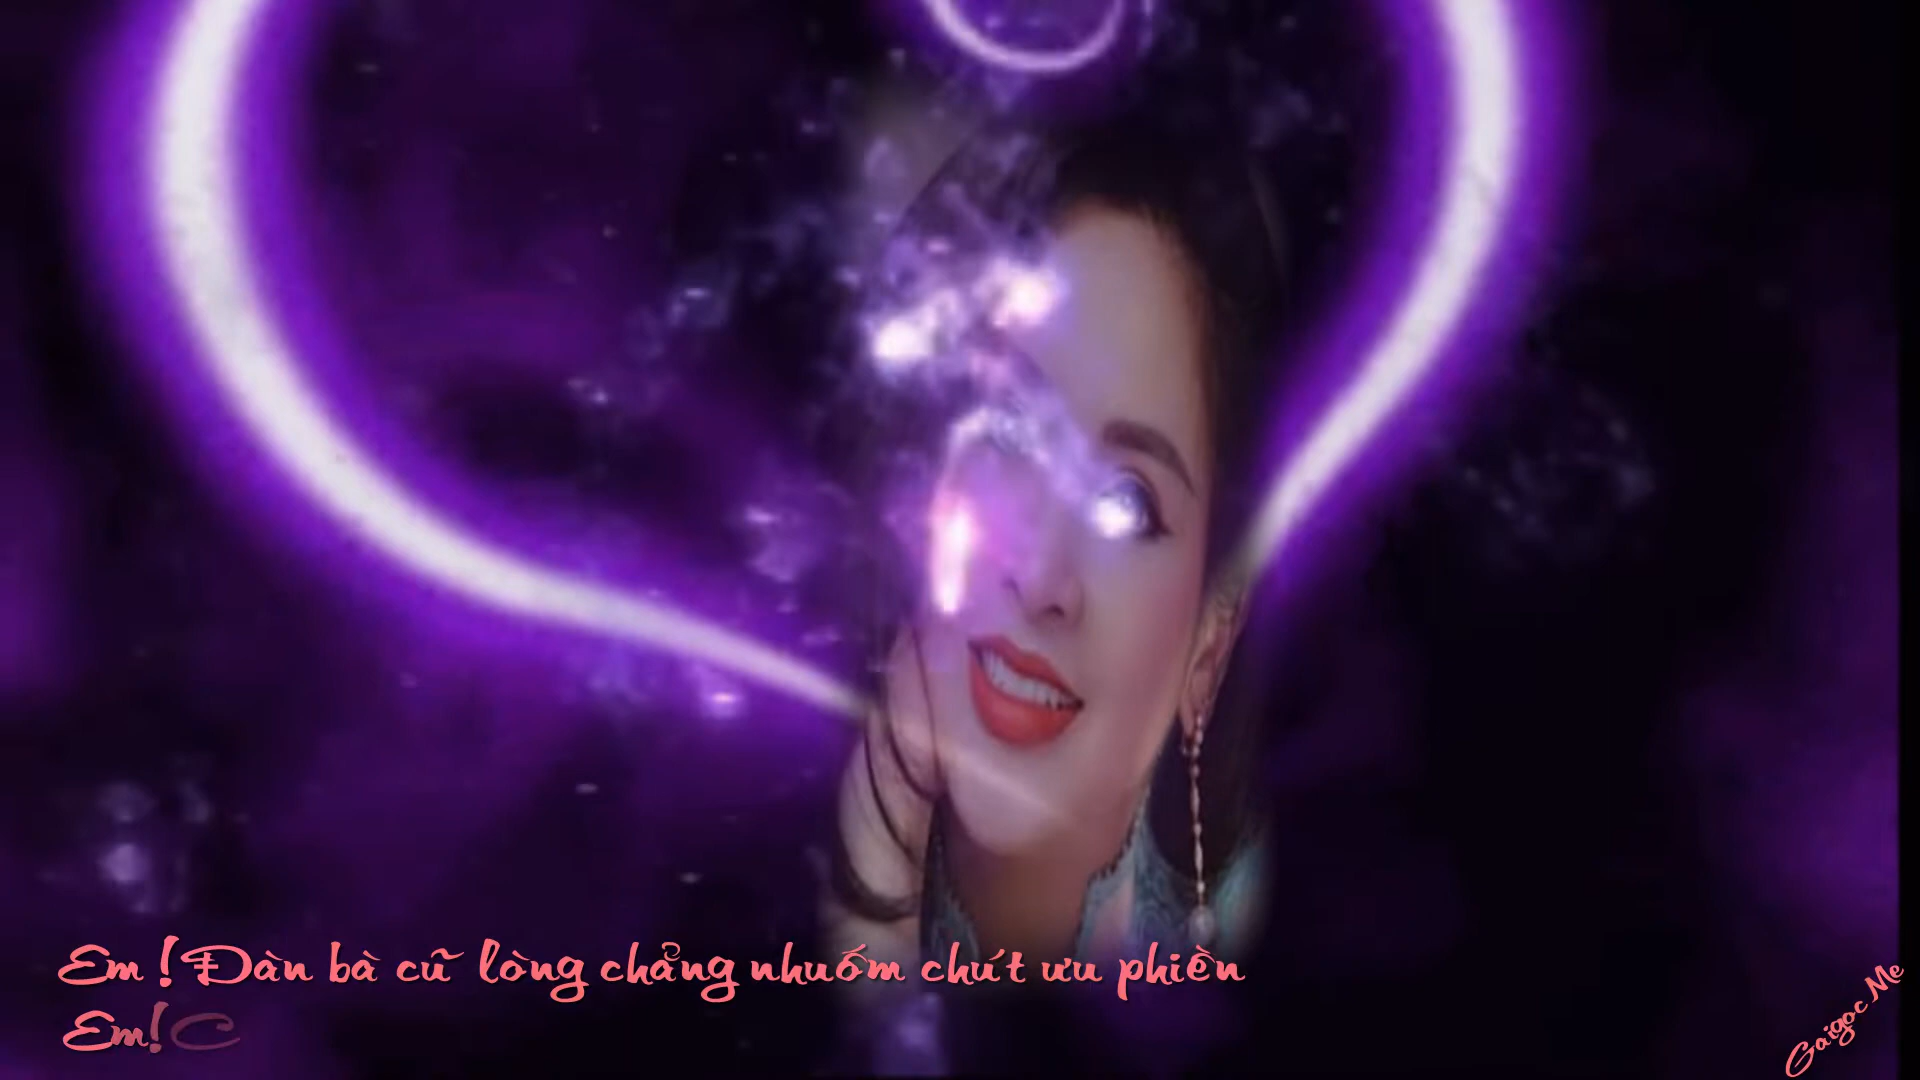 Em ! Đàn bà cũ lòng chẳng nhuốm chút ưu phiền
Em! C
Gaigoc Me